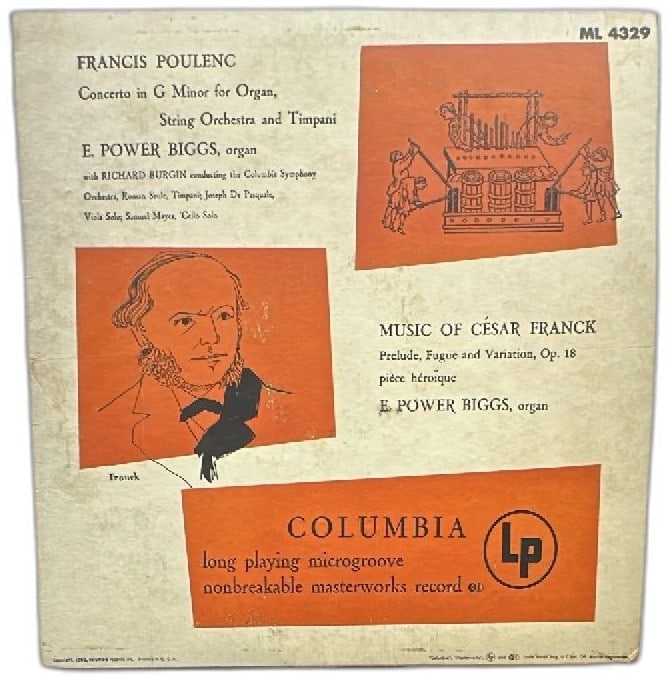 ML 4329
FRANCIS POULENC
Concerto in G Minor for Organ,
String Orchestra and Timpani
E. POWER BIGGS, organ
with RICHARD BURGIN conducting the Columbia Symphony
Orchestra, Roman Szulc, Timpani; Joseph De Pasquale,
Viola Solo; Samuel Mayes, 'Cello Solo
MUSIC OF CÉSAR FRANCK
Prelude, Fugue and Variation, Op. 18
pièce héroïque
E. POWER BIGGS, organ
Franck
COLUMBIA
LP
long playing microgroove
nonbreakable masterworks record